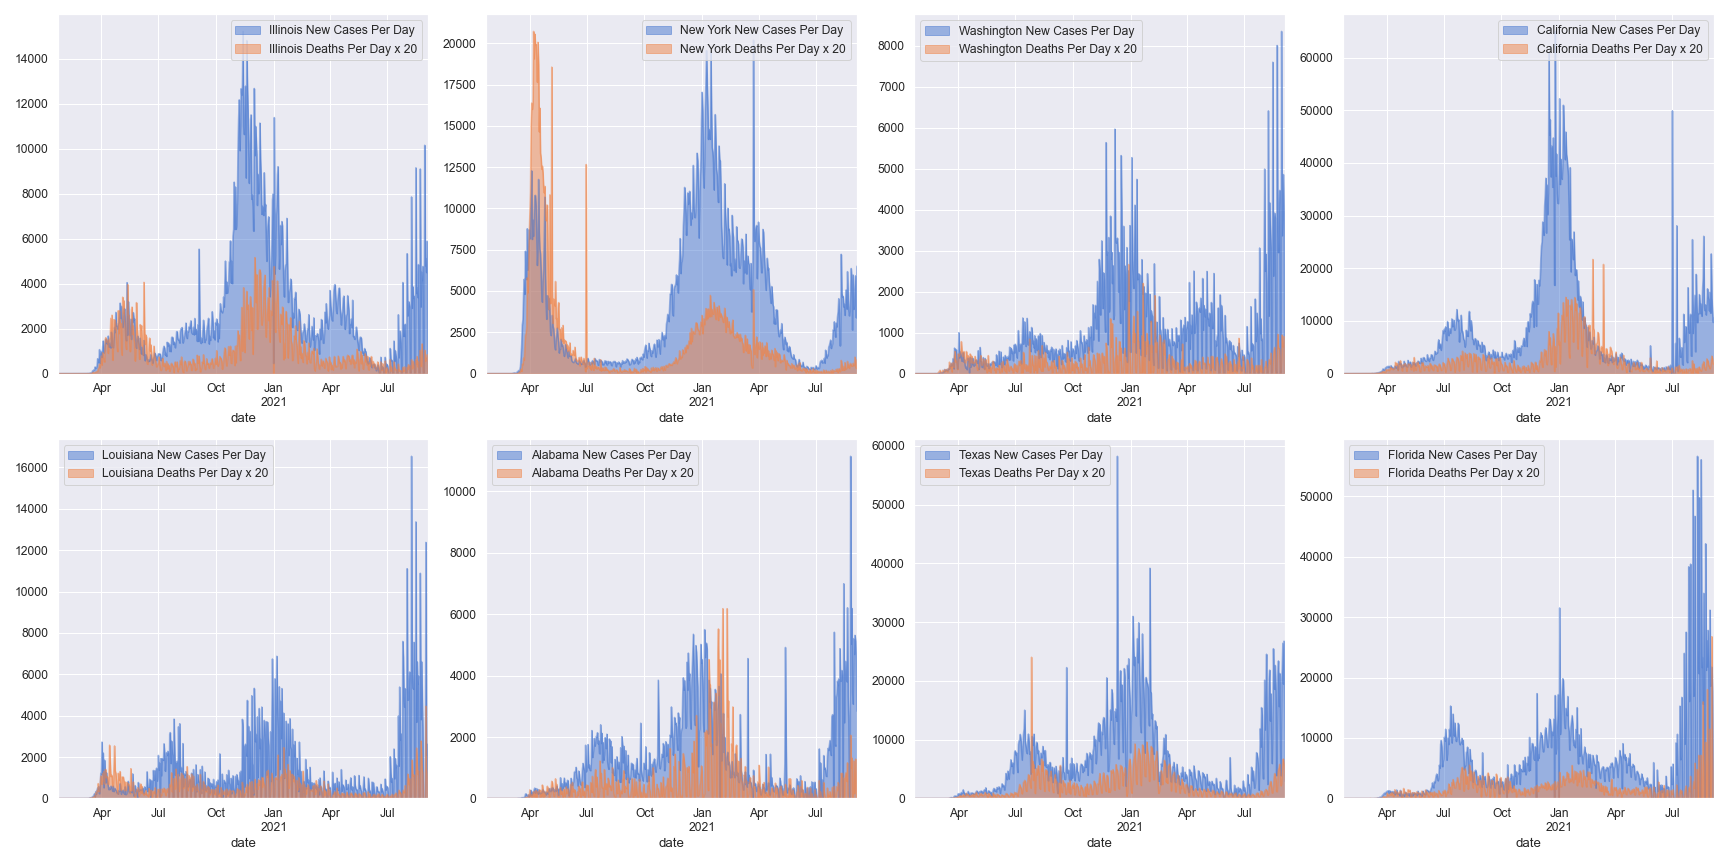 Illinois New Cases Per Day
Illinois Deaths Per Day x 20
14000
12000
10000
8000
6000
4000
2000
0
Apr Jul Oct Jan Apr Jul
2021
date
New York New Cases Per Day
New York Deaths Per Day x 20
20000
17500
15000
12500
10000
7500
5000
2500
0
Apr Jul Oct Jan Apr Jul
2021
date
Washington New Cases Per Day
Washington Deaths Per Day x 20
8000
7000
6000
5000
4000
3000
2000
1000
0
Apr Jul Oct Jan Apr Jul
2021
date
California New Cases Per Day
California Deaths Per Day x 20
60000
50000
40000
30000
20000
10000
0
Apr Jul Oct Jan Apr Jul
2021
date
Louisiana New Cases Per Day
Louisiana Deaths Per Day x 20
16000
14000
12000
10000
8000
6000
4000
2000
0
Apr Jul Oct Jan Apr Jul
2021
date
Alabama New Cases Per Day
Alabama Deaths Per Day x 20
10000
8000
6000
4000
2000
0
Apr Jul Oct Jan Apr Jul
2021
date
Texas New Cases Per Day
Texas Deaths Per Day x 20
60000
50000
40000
30000
20000
10000
0
Apr Jul Oct Jan Apr Jul
2021
date
Florida New Cases Per Day
Florida Deaths Per Day x 20
50000
40000
30000
20000
10000
0
Apr Jul Oct Jan Apr Jul
2021
date